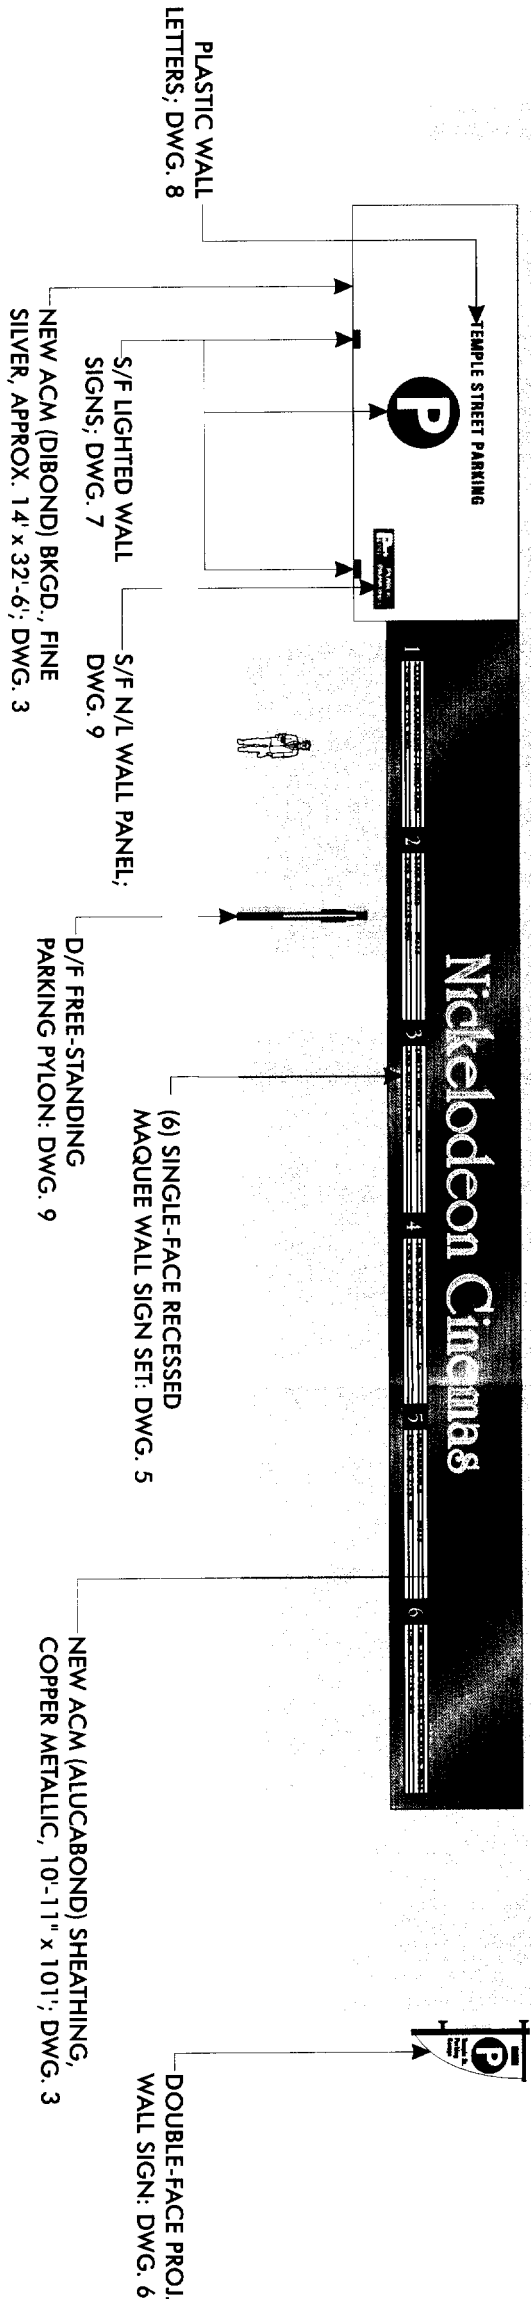 TEMPLE STREET PARKING
P
P
Nickelodeon Cinemas
1
2
3
4
5
6
P
PLASTIC WALL
LETTERS; DWG. 8
S/F LIGHTED WALL
SIGNS; DWG. 7
NEW ACM (DIBOND) BKGD., FINE
SILVER, APPROX. 14' x 32'-6'; DWG. 3
S/F N/L WALL PANEL;
DWG. 9
D/F FREE-STANDING
PARKING PYLON: DWG. 9
(6) SINGLE-FACE RECESSED
MAQUEE WALL SIGN SET: DWG. 5
NEW ACM (ALUCABOND) SHEATHING,
COPPER METALLIC, 10'-11" x 101'; DWG. 3
DOUBLE-FACE PROJ.
WALL SIGN: DWG. 6